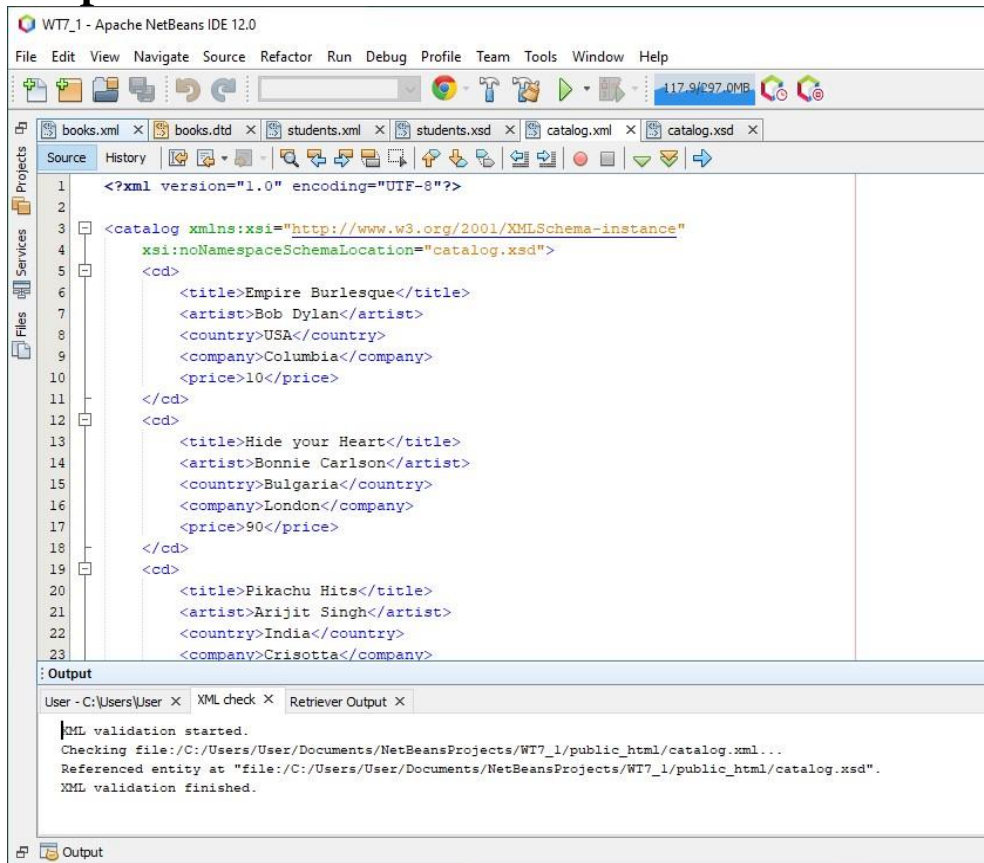 WT7_1 - Apache NetBeans IDE 12.0
File Edit View Navigate Source Refactor Run Debug Profile Team Tools Window Help
117.9/297.0MB
books.xml books.dtd students.xml students.xsd catalog.xml catalog.xsd
Projects
Services
Files
Source History
1 <?xml version="1.0" encoding="UTF-8"?>
2
3 <catalog xmlns:xsi="http://www.w3.org/2001/XMLSchema-instance"
4 xsi:noNamespaceSchemaLocation="catalog.xsd">
5 <cd>
6 <title>Empire Burlesque</title>
7 <artist>Bob Dylan</artist>
8 <country>USA</country>
9 <company>Columbia</company>
10 <price>10</price>
11 </cd>
12 <cd>
13 <title>Hide your Heart</title>
14 <artist>Bonnie Carlson</artist>
15 <country>Bulgaria</country>
16 <company>London</company>
17 <price>90</price>
18 </cd>
19 <cd>
20 <title>Pikachu Hits</title>
21 <artist>Arijit Singh</artist>
22 <country>India</country>
23 <company>Crisotta</company>
Output
User - C:\Users\User XML check Retriever Output
XML validation started.
Checking file:/C:/Users/User/Documents/NetBeansProjects/WT7_1/public_html/catalog.xml...
Referenced entity at "file:/C:/Users/User/Documents/NetBeansProjects/WT7_1/public_html/catalog.xsd".
XML validation finished.
Output